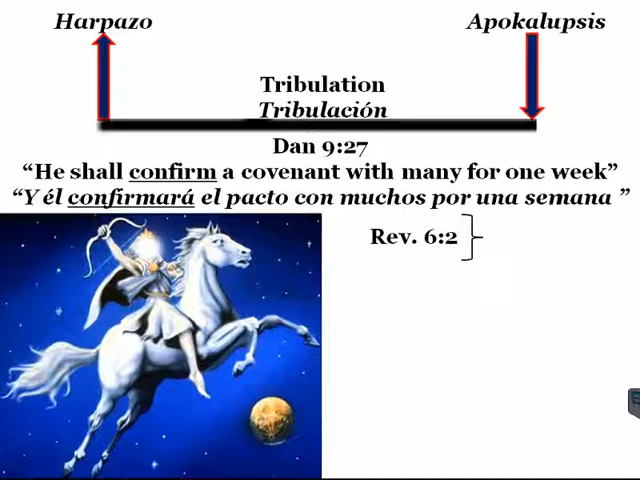 Harpazo Apokalupsis
Tribulation
Tribulación
Dan 9:27
“He shall confirm a covenant with many for one week”
“Y él confirmará el pacto con muchos por una semana ”
Rev. 6:2